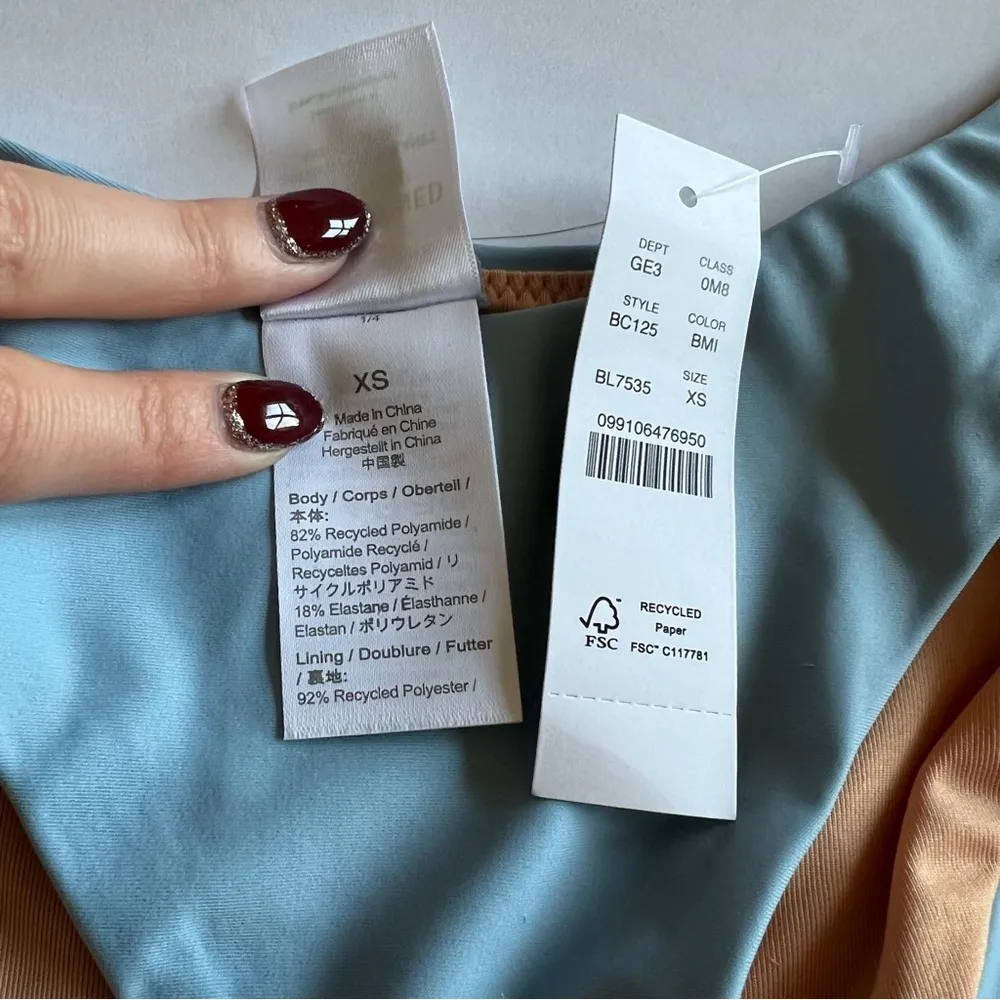 1/4
XS
Made in China
Fabriqué en Chine
Hergestellt in China
中国製
Body / Corps / Oberteil /
本体:
82% Recycled Polyamide /
Polyamide Recyclé /
Recyceltes Polyamid / リ
サイクルポリアミド
18% Elastane / Élasthanne /
Elastan / ポリウレタン
Lining / Doublure / Futter
/ 裏地:
92% Recycled Polyester /
DEPT CLASS
GE3 0M8
STYLE COLOR
BC125 BMI
SIZE
BL7535 XS
099106476950
FSC™
RECYCLED
Paper
FSC™ C117781